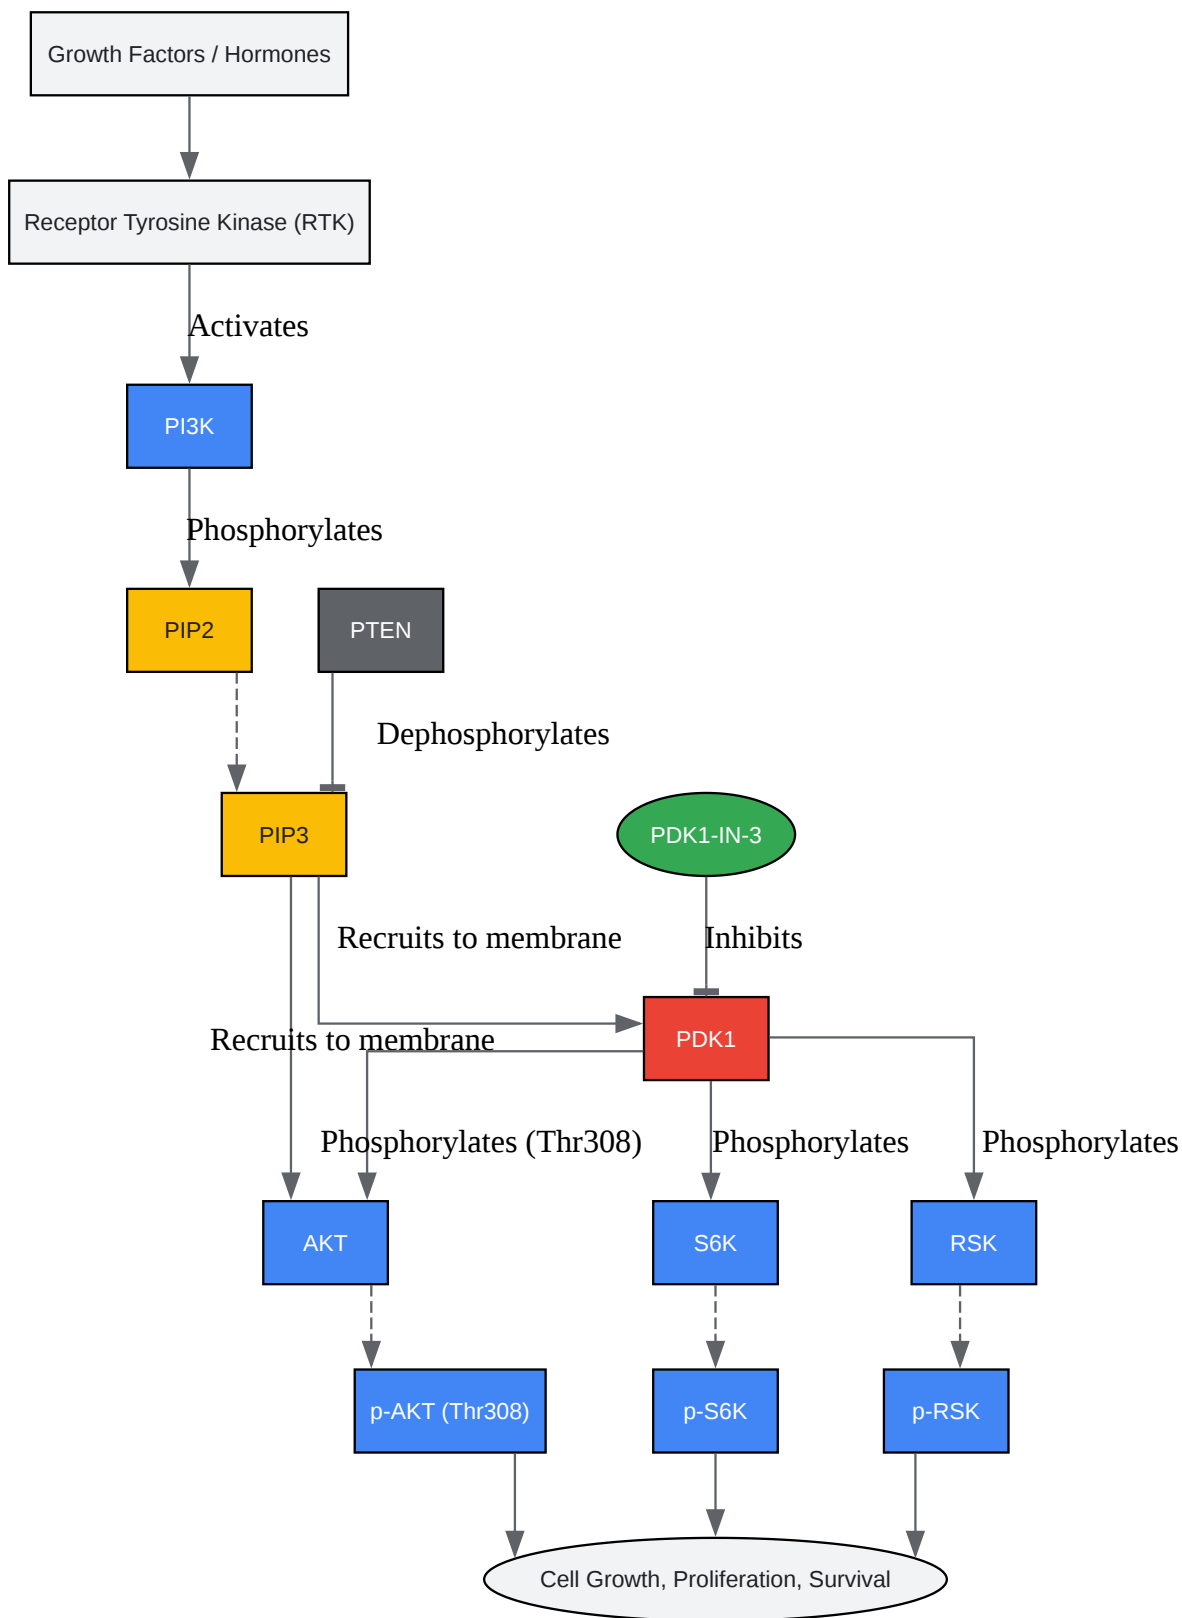 Growth Factors / Hormones
Receptor Tyrosine Kinase (RTK)
Activates
PI3K
Phosphorylates
PIP2
PTEN
Dephosphorylates
PIP3
PDK1-IN-3
Recruits to membrane
Inhibits
Recruits to membrane
PDK1
Phosphorylates (Thr308)
Phosphorylates
Phosphorylates
AKT
S6K
RSK
p-AKT (Thr308)
p-S6K
p-RSK
Cell Growth, Proliferation, Survival